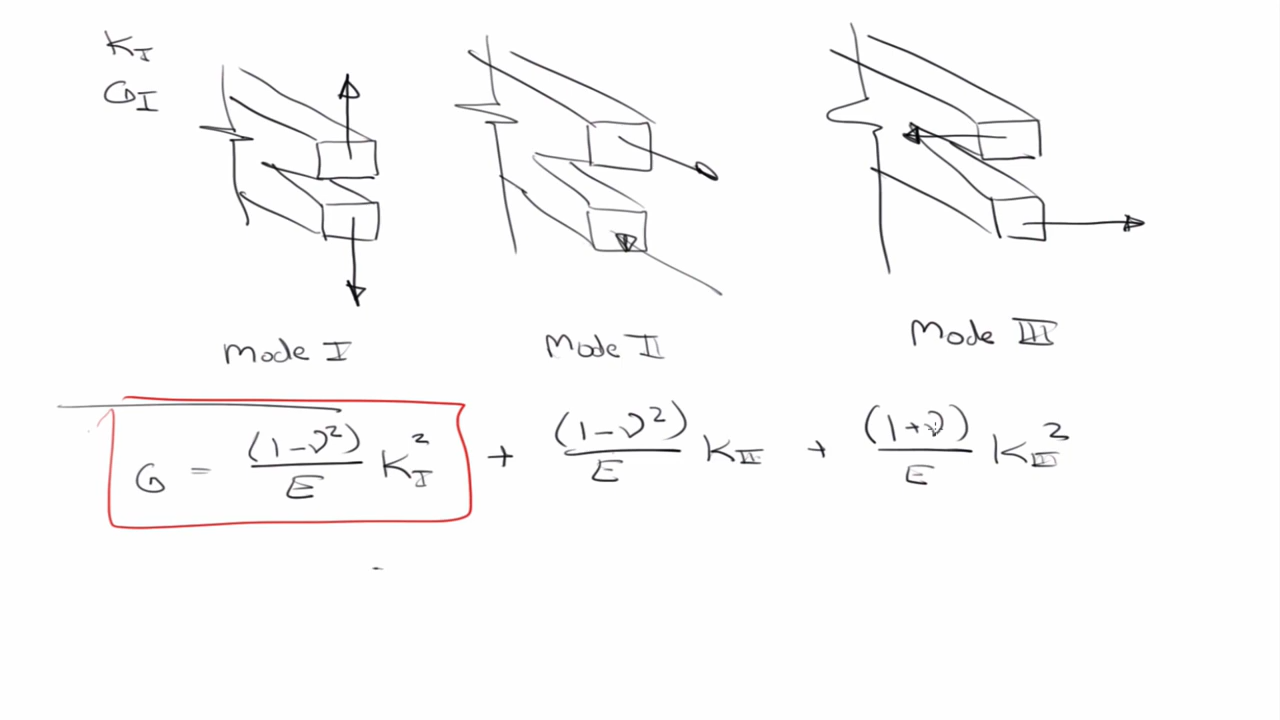 K_I
G_I
Mode I
Mode II
Mode III
G = (1-ν²)/E K_I² + (1-ν²)/E K_II + (1+ν)/E K_III²